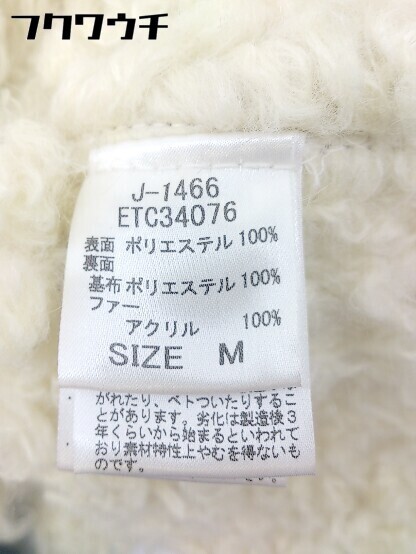 フクワウチ
J-1466
ETC34076
表面 ポリエステル 100%
裏面
基布 ポリエステル 100%
ファー
アクリル 100%
SIZE M
がれたり、ベトついたりするこ
とがあります。劣化は製造後3
年くらいから始まるといわれて
おり素材特性上やむを得ないも
のです。